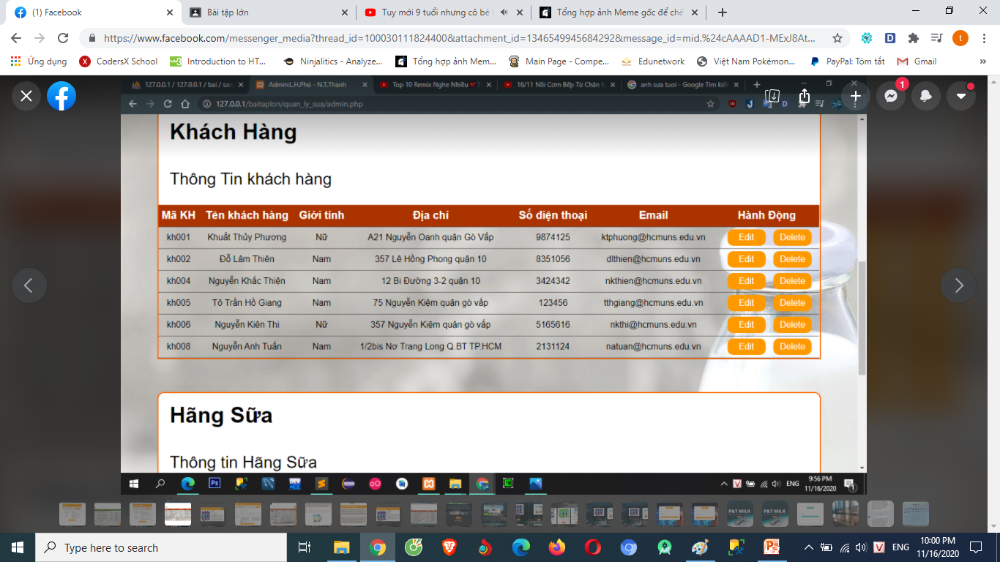 (1) Facebook
Bài tập lớn
Tuy mới 9 tuổi nhưng cô bé
Tổng hợp ảnh Meme gốc để chế
https://www.facebook.com/messenger_media?thread_id=100030111824400&attachment_id=1346549945684292&message_id=mid.%24cAAAAD1-MExJ8At...
t
Ứng dụng
CodersX School
Introduction to HT...
Ninjalitics - Analyze...
Tổng hợp ảnh Mem...
Main Page - Compe...
Edunetwork
Việt Nam Pokémon...
PayPal: Tóm tắt
Gmail
127.0.0.1 / 127.0.0.1 / bai / san
Admin:L.H.Phú - N.T.Thanh
Top 10 Remix Nghe Nhiều
16/11 Nồi Cơm Bếp Từ Chân
anh sua tuoi - Google Tìm kiế
1
127.0.0.1/baitaplon/quan_ly_sua/admin.php
Khách Hàng
Thông Tin khách hàng
Mã KH Tên khách hàng Giới tính Địa chỉ Số diện thoại Email Hành Động
kh001 Khuất Thủy Phương Nữ A21 Nguyễn Oanh quận Gò Vấp 9874125 ktphuong@hcmuns.edu.vn Edit Delete
kh002 Đỗ Lâm Thiên Nam 357 Lê Hồng Phong quận 10 8351056 dlthien@hcmuns.edu.vn Edit Delete
kh004 Nguyễn Khắc Thiện Nam 12 Bi Đường 3-2 quận 10 3424342 nkthien@hcmuns.edu.vn Edit Delete
kh005 Tô Trần Hồ Giang Nam 75 Nguyễn Kiệm quận gò vấp 123456 tthgiang@hcmuns.edu.vn Edit Delete
kh006 Nguyễn Kiên Thi Nữ 357 Nguyễn Kiệm quận gò vấp 5165616 nkthi@hcmuns.edu.vn Edit Delete
kh008 Nguyễn Anh Tuấn Nam 1/2bis Nơ Trang Long Q.BT TP.HCM 2131124 natuan@hcmuns.edu.vn Edit Delete
Hãng Sữa
Thông tin Hãng Sữa
ENG
9:56 PM
11/16/2020
1
P&T MILK
P&T MILK
Type here to search
ENG
10:00 PM
11/16/2020